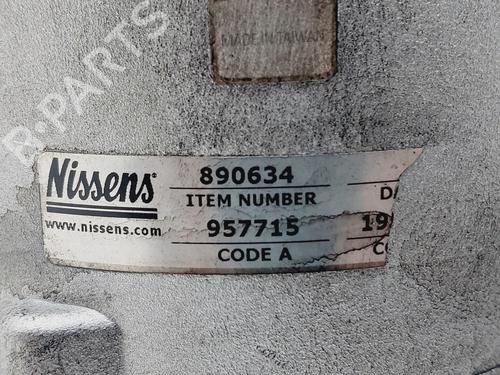 MADE IN TAIWAN
B-PARTS
Nissens
890634
ITEM NUMBER
www.nissens.com
957715
CODE A